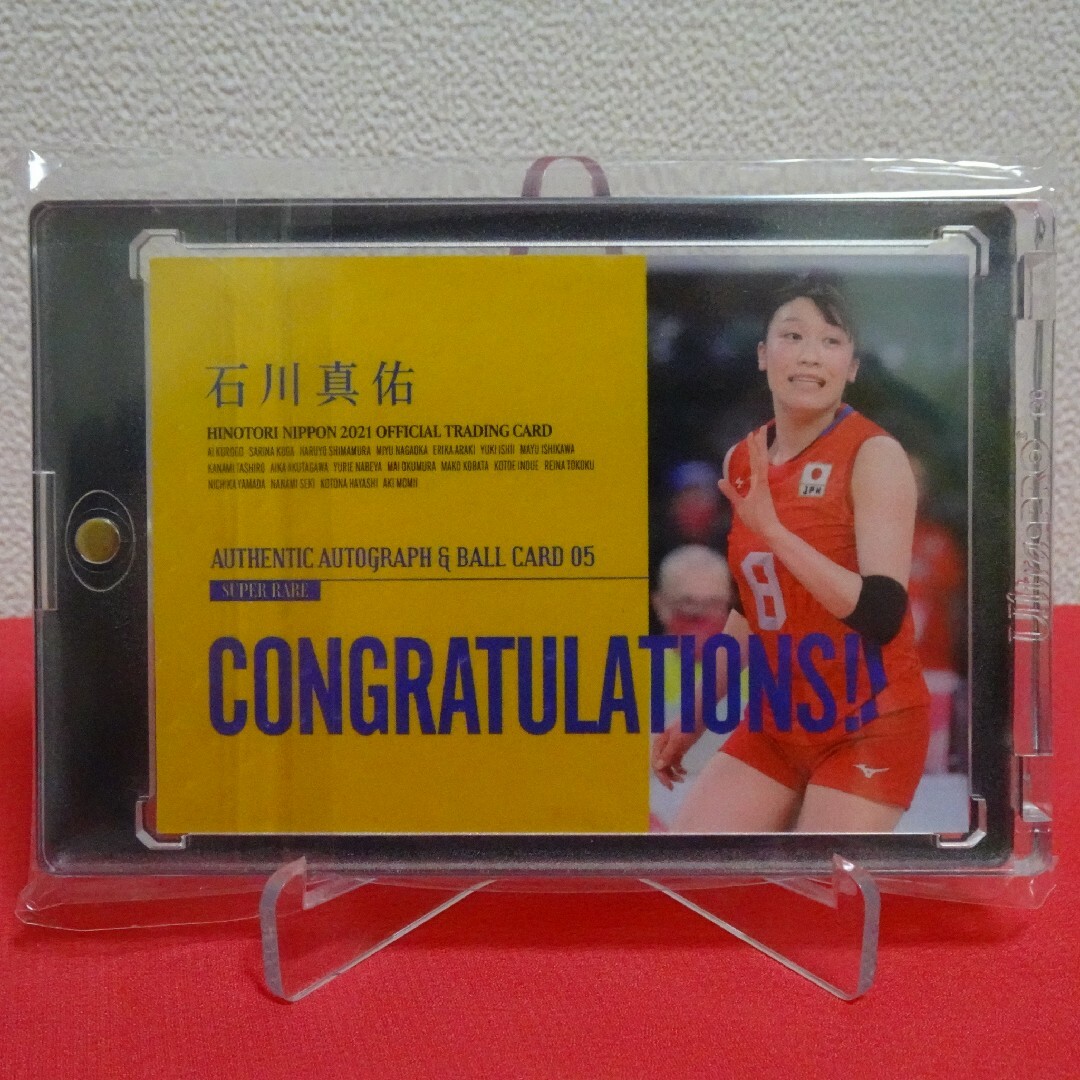 石川真佑
HINOTORI NIPPON 2021 OFFICIAL TRADING CARD
AI KUROGO SARINA KOGA HARUYO SHIMAMURA MIYU NAGAOKA ERIKA ARAKI YUKI ISHII MAYU ISHIKAWA
KANAMI TASHIRO AIKA AKUTAGAWA YURIE NABEYA MAI OKUMURA MAKO KOBATA KOTOE INOUE REINA TOKOKU
NICHIKA YAMADA NANAMI SEKI KOTONA HAYASHI AKI MOMII
AUTHENTIC AUTOGRAPH & BALL CARD 05
SUPER RARE
CONGRATULATIONS!!
JPN
8
Ultra PRO